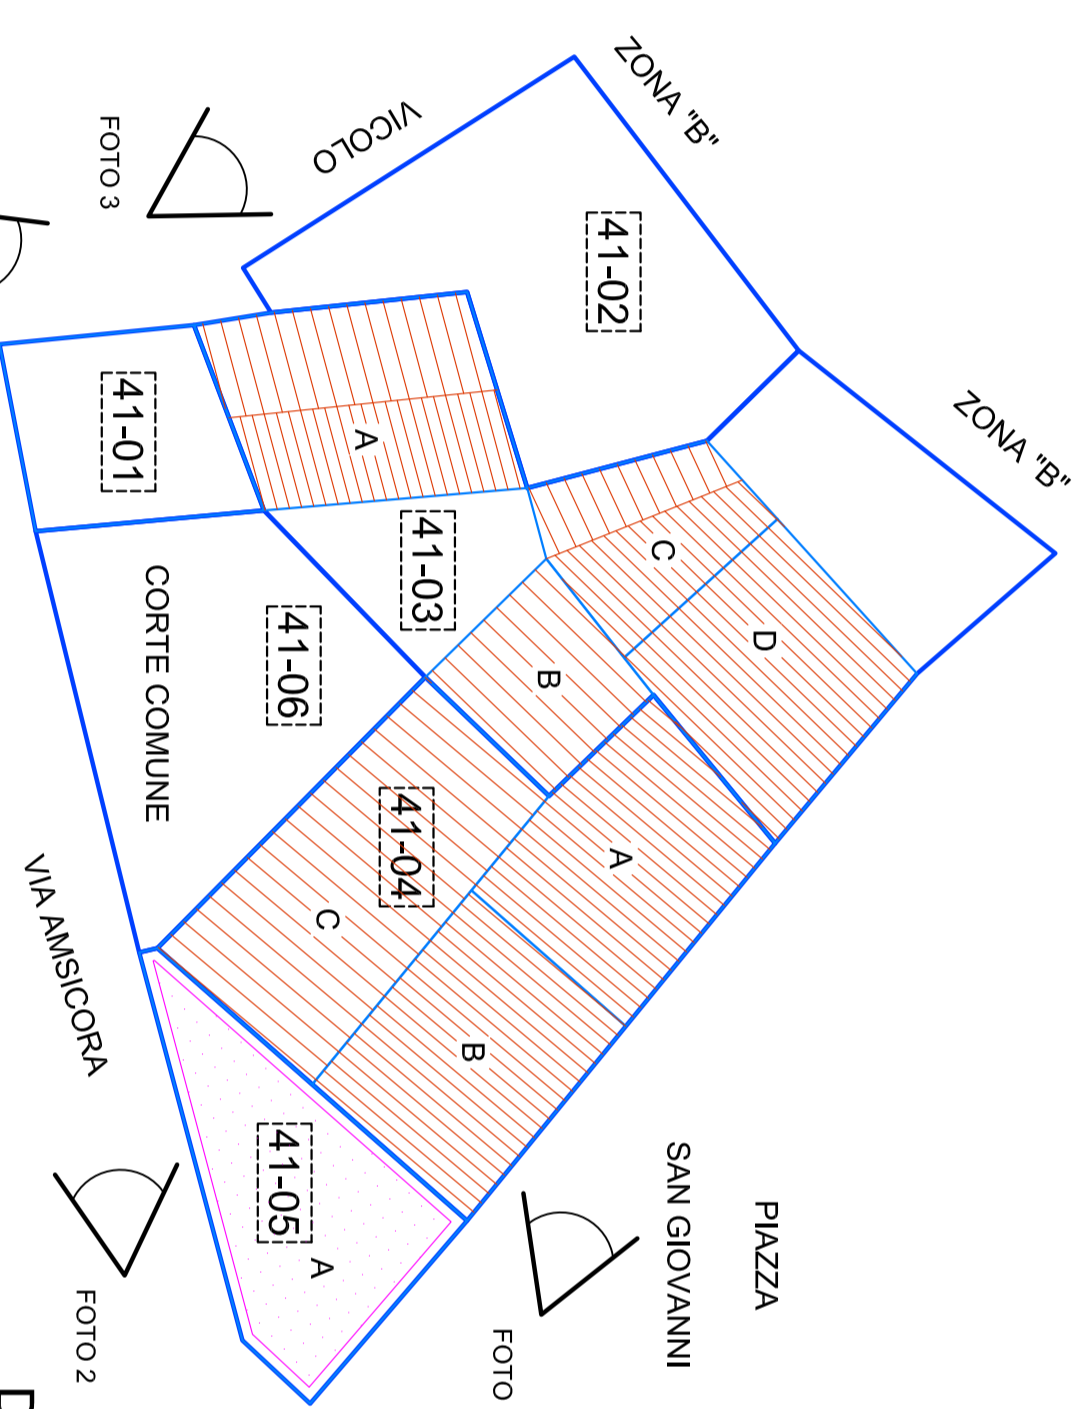 ZONA "B"
ZONA "B"
VICOLO
FOTO 3
41-02
41-01
A
41-03
C
D
B
41-06
CORTE COMUNE
41-04
A
C
B
VIA AMSICORA
41-05
A
PIAZZA
SAN GIOVANNI
FOTO
FOTO 2